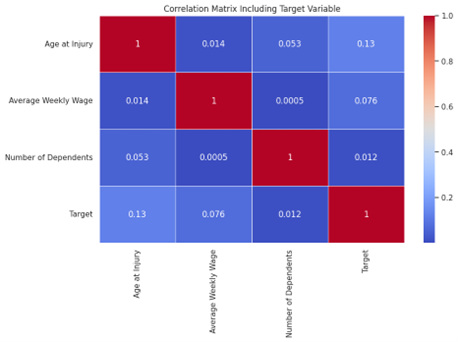 Correlation Matrix Including Target Variable
Age at Injury 1 0.014 0.053 0.13
Average Weekly Wage 0.014 1 0.0005 0.076
Number of Dependents 0.053 0.0005 1 0.012
Target 0.13 0.076 0.012 1
Age at Injury
Average Weekly Wage
Number of Dependents
Target
1.0
0.8
0.6
0.4
0.2